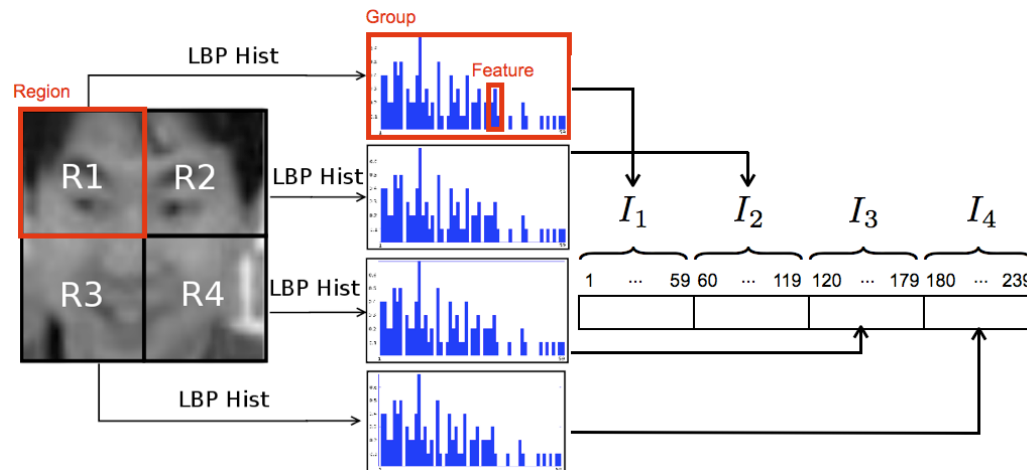 Group
LBP Hist
Feature
Region
R1
R2
LBP Hist
R3
R4
LBP Hist
LBP Hist
I1 I2 I3 I4
1 ... 59 60 ... 119 120 ... 179 180 ... 239